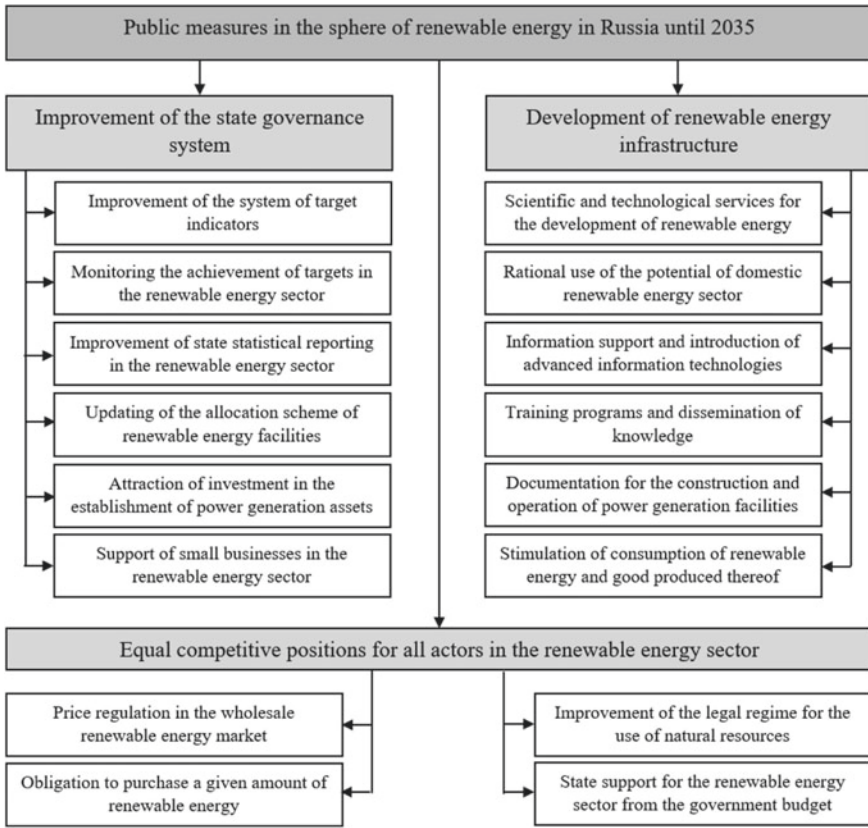 Public measures in the sphere of renewable energy in Russia until 2035
Improvement of the state governance
system
Improvement of the system of target
indicators
Monitoring the achievement of targets in
the renewable energy sector
Improvement of state statistical reporting
in the renewable energy sector
Updating of the allocation scheme of
renewable energy facilities
Attraction of investment in the
establishment of power generation assets
Support of small businesses in the
renewable energy sector
Development of renewable energy
infrastructure
Scientific and technological services for
the development of renewable energy
Rational use of the potential of domestic
renewable energy sector
Information support and introduction of
advanced information technologies
Training programs and dissemination of
knowledge
Documentation for the construction and
operation of power generation facilities
Stimulation of consumption of renewable
energy and good produced thereof
Equal competitive positions for all actors in the renewable energy sector
Price regulation in the wholesale
renewable energy market
Obligation to purchase a given amount of
renewable energy
Improvement of the legal regime for the
use of natural resources
State support for the renewable energy
sector from the government budget